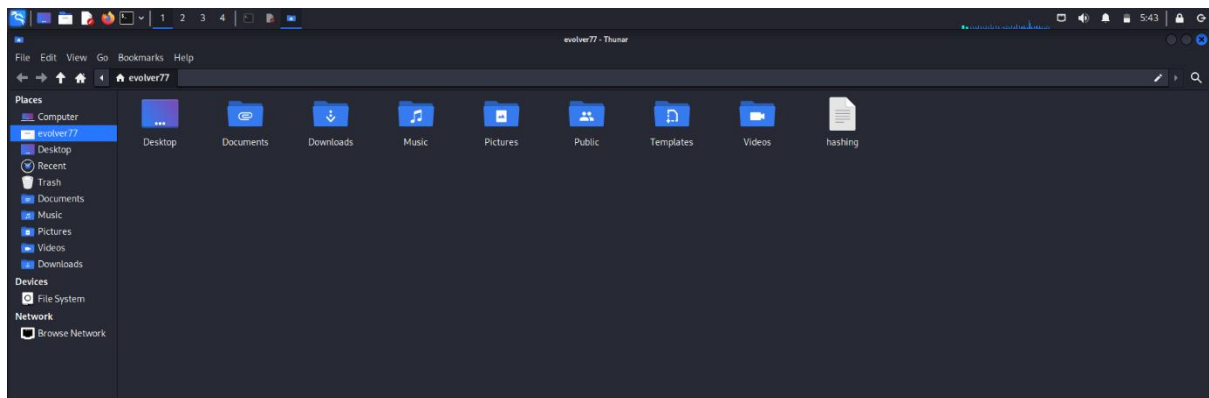 1 2 3 4
5:43
evolver77 - Thunar
File Edit View Go Bookmarks Help
evolver77
Places
Computer
evolver77
Desktop
Recent
Trash
Documents
Music
Pictures
Videos
Downloads
Devices
File System
Network
Browse Network
Desktop Documents Downloads Music Pictures Public Templates Videos hashing